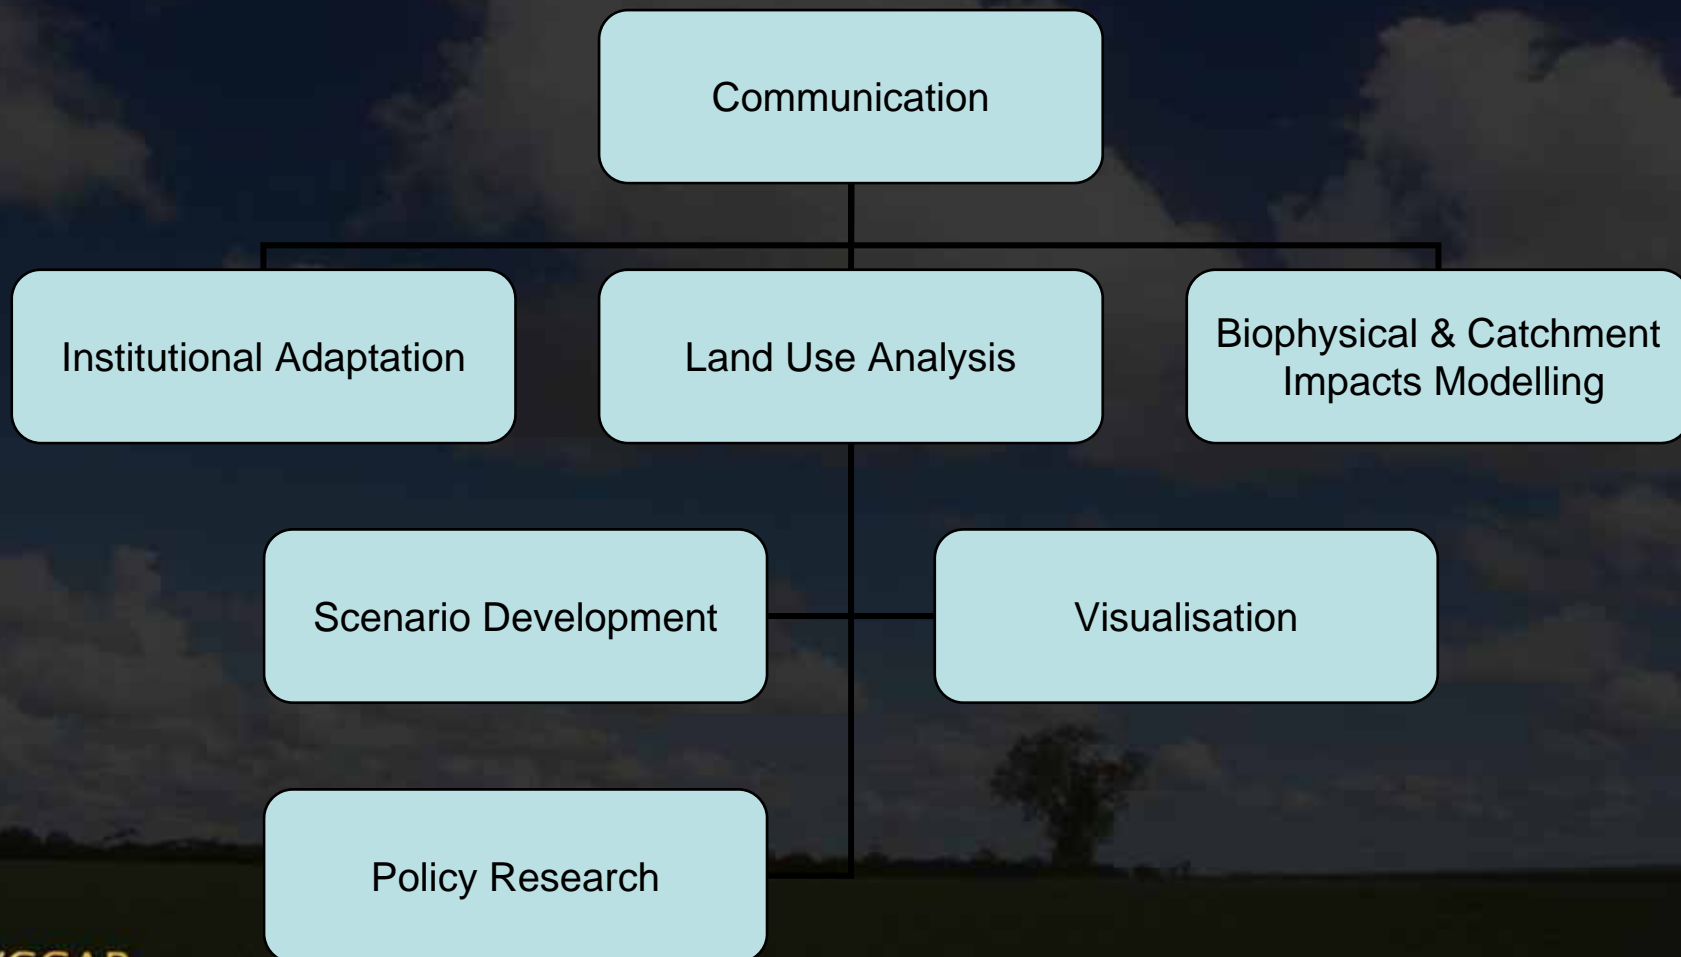 Communication
Institutional Adaptation
Land Use Analysis
Biophysical & Catchment
Impacts Modelling
Scenario Development
Visualisation
Policy Research